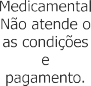 Medicamental
Não atende o
as condições
e
pagamento.